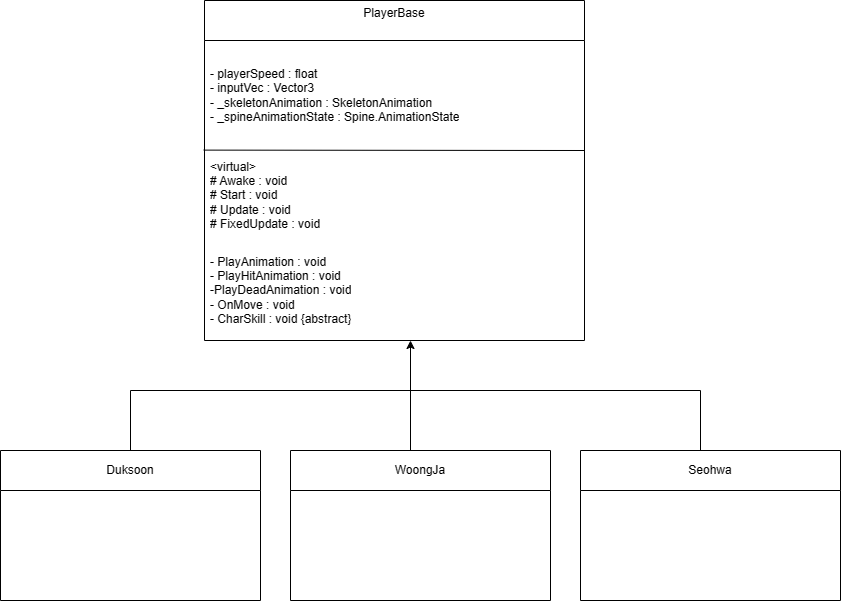 PlayerBase
- playerSpeed : float
- inputVec : Vector3
- _skeletonAnimation : SkeletonAnimation
- _spineAnimationState : Spine.AnimationState
<virtual>
# Awake : void
# Start : void
# Update : void
# FixedUpdate : void
- PlayAnimation : void
- PlayHitAnimation : void
-PlayDeadAnimation : void
- OnMove : void
- CharSkill : void {abstract}
Duksoon
WoongJa
Seohwa